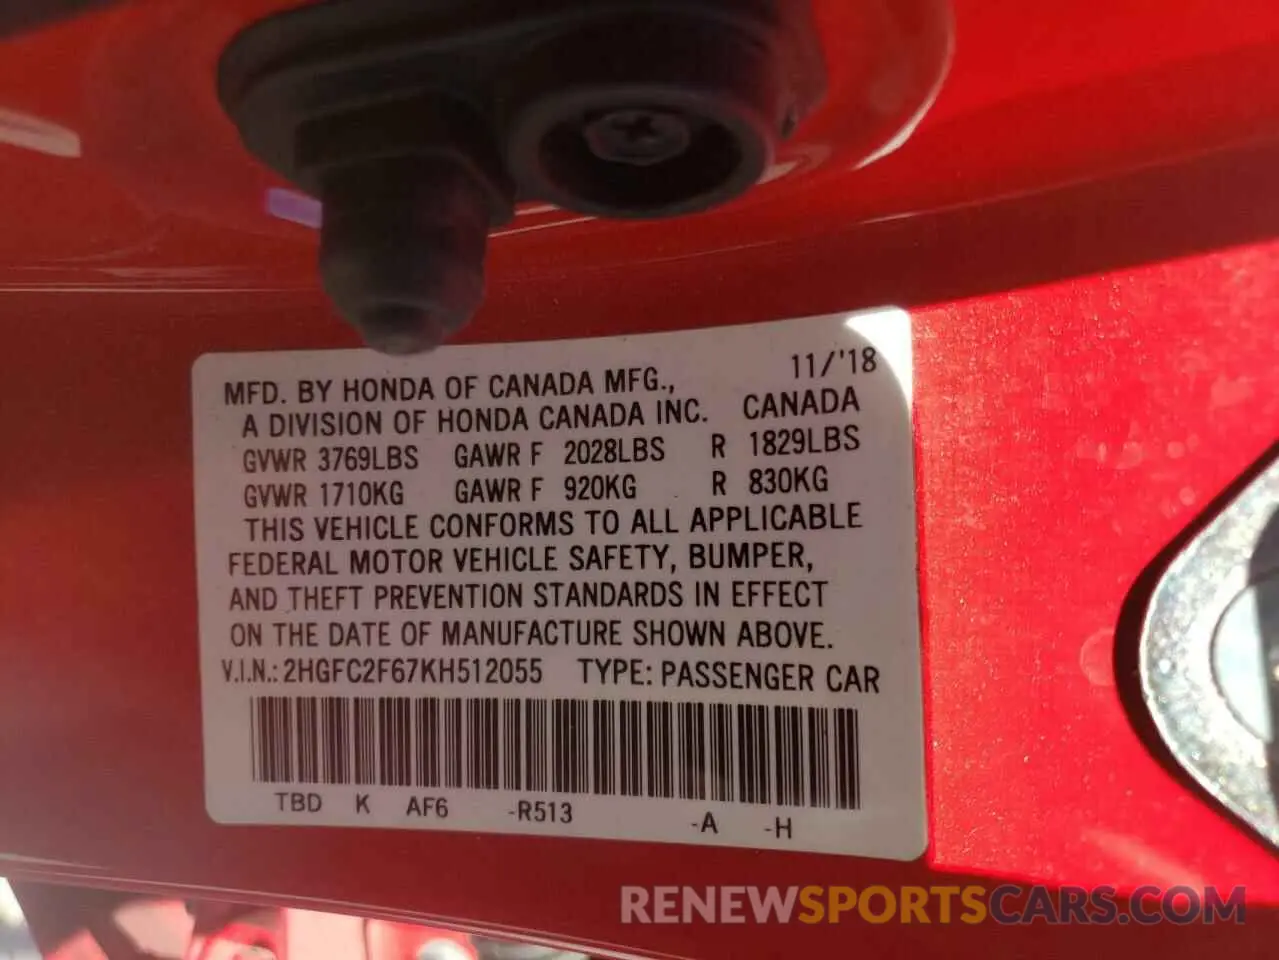 MFD. BY HONDA OF CANADA MFG., 11/'18
A DIVISION OF HONDA CANADA INC. CANADA
GVWR 3769LBS GAWR F 2028LBS R 1829LBS
GVWR 1710KG GAWR F 920KG R 830KG
THIS VEHICLE CONFORMS TO ALL APPLICABLE
FEDERAL MOTOR VEHICLE SAFETY, BUMPER,
AND THEFT PREVENTION STANDARDS IN EFFECT
ON THE DATE OF MANUFACTURE SHOWN ABOVE.
V.I.N.: 2HGFC2F67KH512055 TYPE: PASSENGER CAR
TBD K AF6 -R513 -A -H
RENEWSPORTSCARS.COM